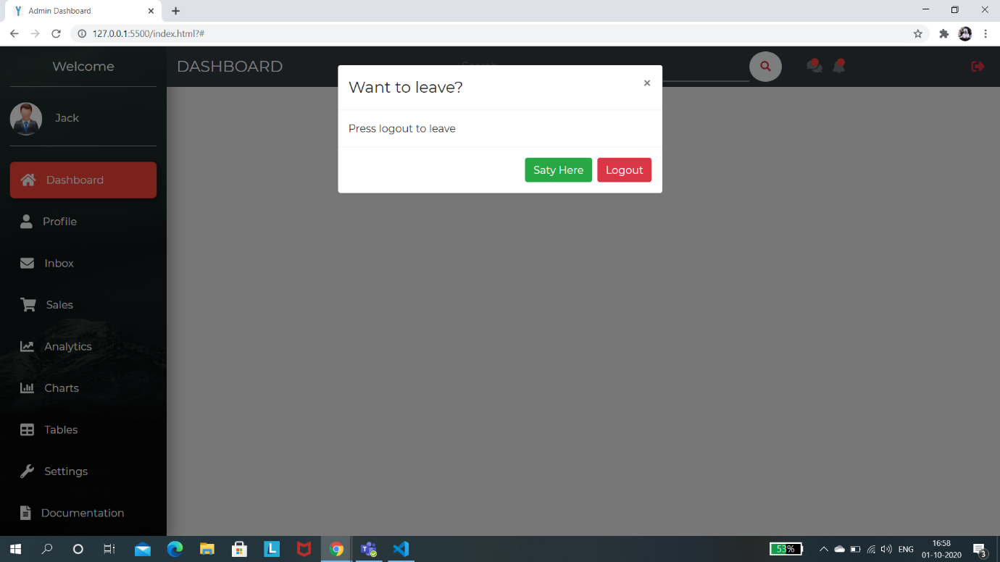 Admin Dashboard
127.0.0.1:5500/index.html?#
Welcome
DASHBOARD
Search
Jack
Want to leave?
×
Press logout to leave
Saty Here
Logout
Dashboard
Profile
Inbox
Sales
Analytics
Charts
Tables
Settings
Documentation
L
53%
ENG
16:58
01-10-2020
3